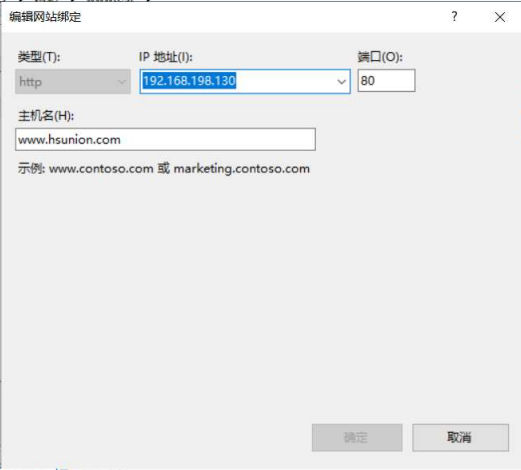 编辑网站绑定 ?
类型(T): IP 地址(I): 端口(O):
http 192.168.198.130 80
主机名(H):
www.hsunion.com
示例: www.contoso.com 或 marketing.contoso.com
确定 取消